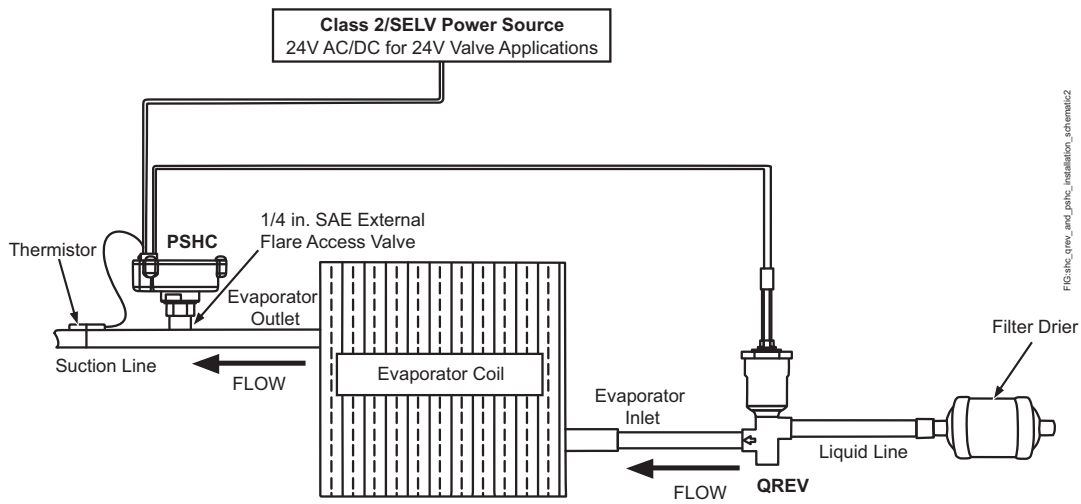 Class 2/SELV Power Source
24V AC/DC for 24V Valve Applications
FIG:shc_qrev_and_pshc_installation_schematic2
1/4 in. SAE External
Flare Access Valve
PSHC
Thermistor
Evaporator
Outlet
Filter Drier
Suction Line
FLOW
Evaporator Coil
Evaporator
Inlet
Liquid Line
FLOW
QREV